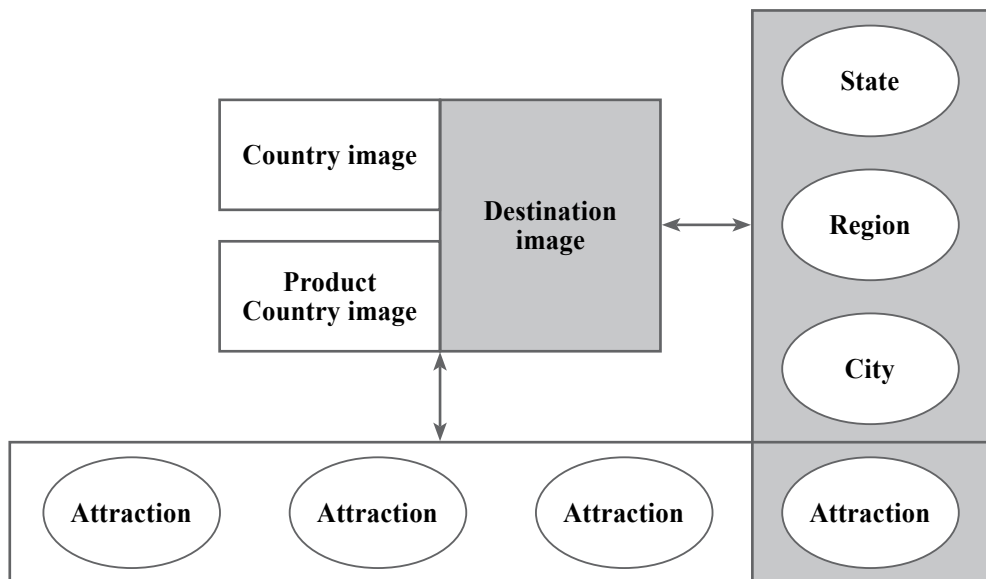 State
Country image
Destination
image
Region
Product
Country image
City
Attraction
Attraction
Attraction
Attraction